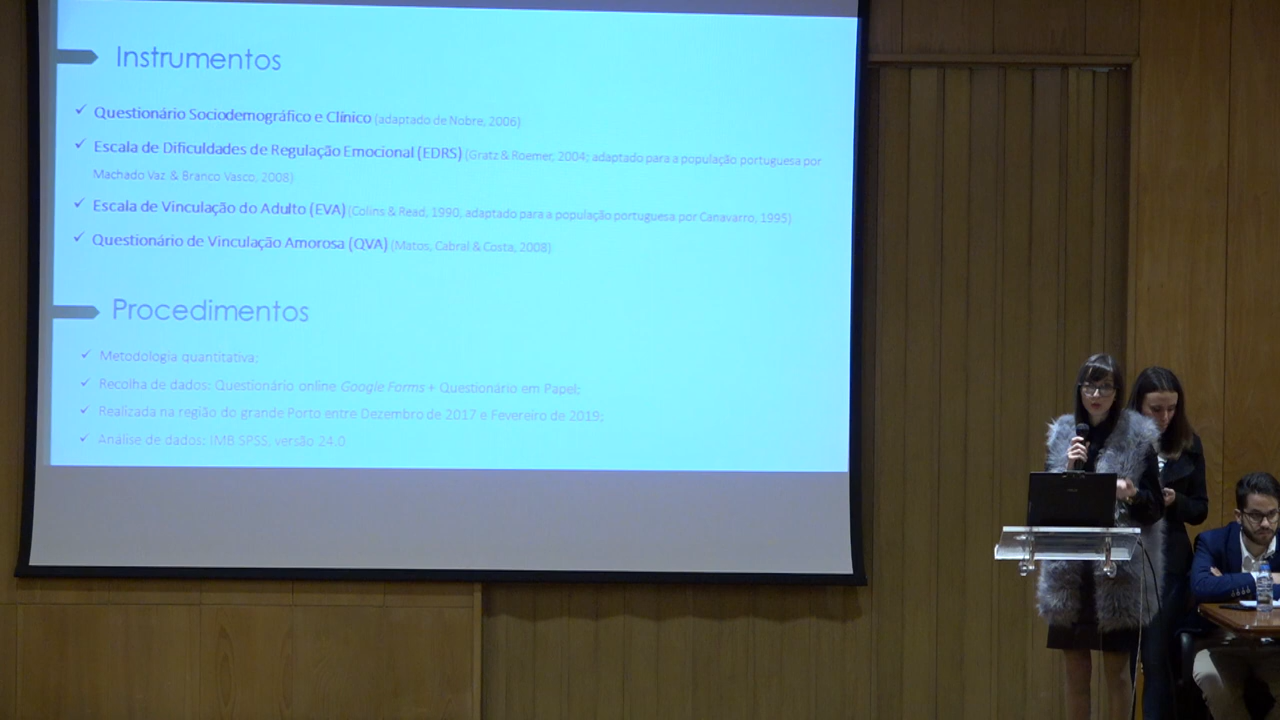 Instrumentos
Questionário Sociodemográfico e Clínico (adaptado de Nobre, 2006)
Escala de Dificuldades de Regulação Emocional (EDRS) (Gratz & Roemer, 2004; adaptado para a população portuguesa por
Machado Vaz & Branco Vasco, 2008)
Escala de Vinculação do Adulto (EVA) (Colins & Read, 1990, adaptado para a população portuguesa por Canavarro, 1995)
Questionário de Vinculação Amorosa (QVA) (Matos, Cabral & Costa, 2008)
Procedimentos
Metodologia quantitativa;
Recolha de dados: Questionário online Google Forms + Questionário em Papel;
Realizada na região do grande Porto entre Dezembro de 2017 e Fevereiro de 2019;
Análise de dados: IMB SPSS, versão 24.0